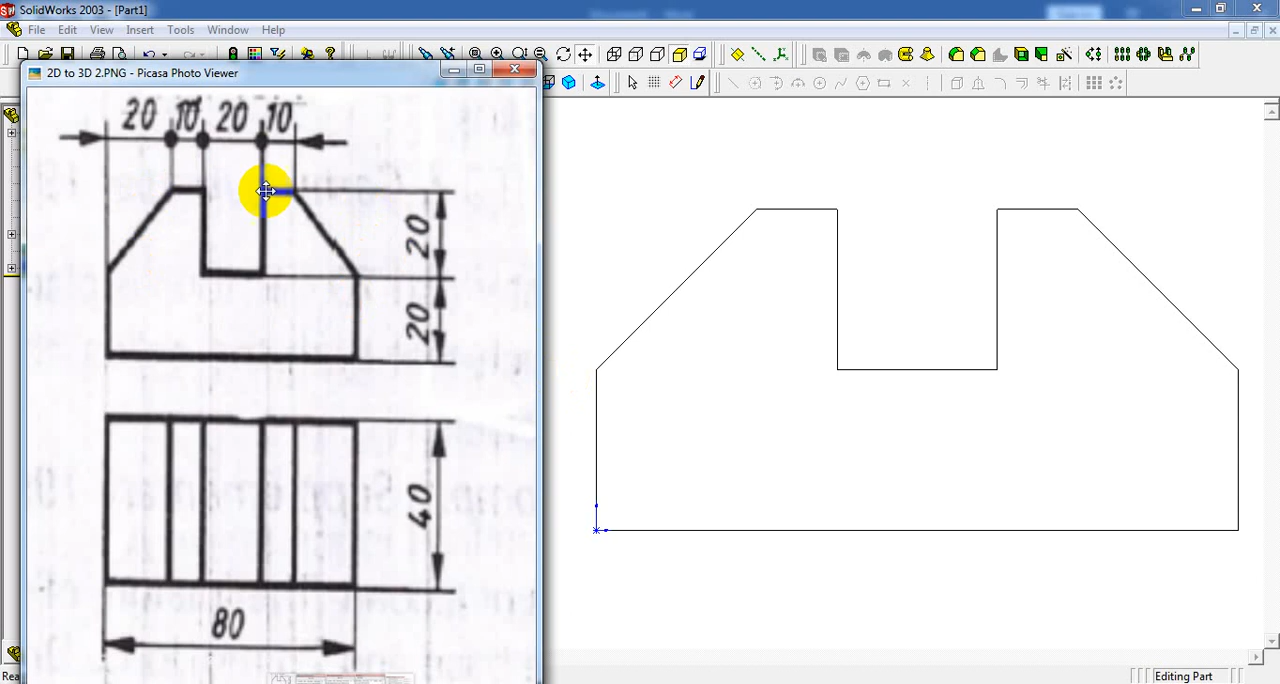 SolidWorks 2003 - [Part1]
File Edit View Insert Tools Window Help
2D to 3D 2.PNG - Picasa Photo Viewer
20 10 20 10
20
20
40
80
Rea
Editing Part